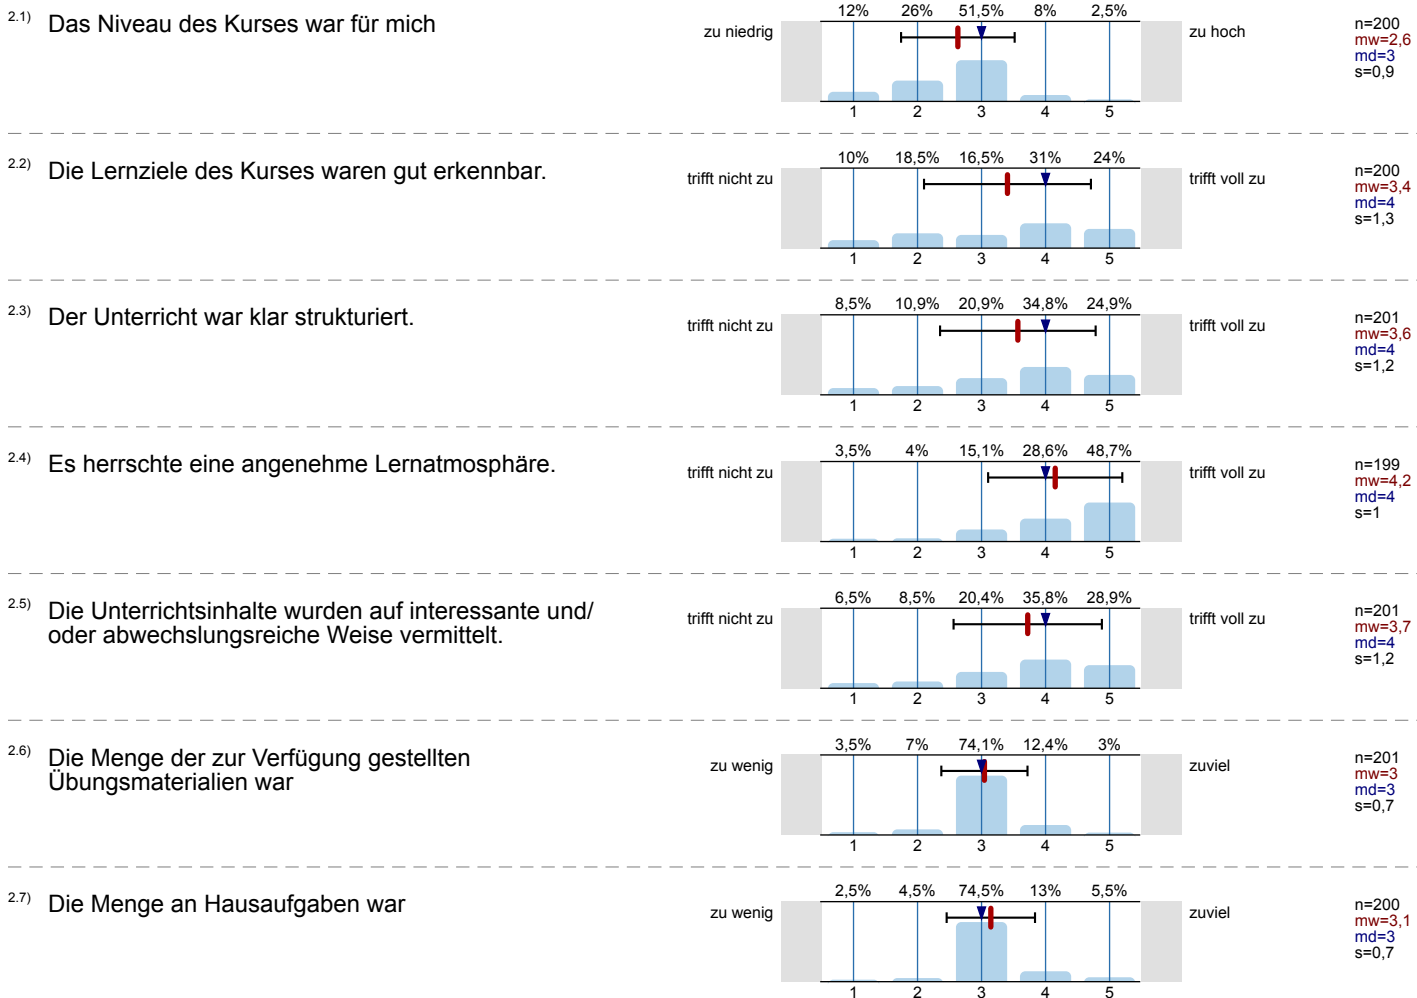 2.1) Das Niveau des Kurses war für mich
zu niedrig
12% 26% 51,5% 8% 2,5%
1 2 3 4 5
zu hoch
n=200
mw=2,6
md=3
s=0,9
2.2) Die Lernziele des Kurses waren gut erkennbar.
trifft nicht zu
10% 18,5% 16,5% 31% 24%
1 2 3 4 5
trifft voll zu
n=200
mw=3,4
md=4
s=1,3
2.3) Der Unterricht war klar strukturiert.
trifft nicht zu
8,5% 10,9% 20,9% 34,8% 24,9%
1 2 3 4 5
trifft voll zu
n=201
mw=3,6
md=4
s=1,2
2.4) Es herrschte eine angenehme Lernatmosphäre.
trifft nicht zu
3,5% 4% 15,1% 28,6% 48,7%
1 2 3 4 5
trifft voll zu
n=199
mw=4,2
md=4
s=1
2.5) Die Unterrichtsinhalte wurden auf interessante und/
oder abwechslungsreiche Weise vermittelt.
trifft nicht zu
6,5% 8,5% 20,4% 35,8% 28,9%
1 2 3 4 5
trifft voll zu
n=201
mw=3,7
md=4
s=1,2
2.6) Die Menge der zur Verfügung gestellten
Übungsmaterialien war
zu wenig
3,5% 7% 74,1% 12,4% 3%
1 2 3 4 5
zuviel
n=201
mw=3
md=3
s=0,7
2.7) Die Menge an Hausaufgaben war
zu wenig
2,5% 4,5% 74,5% 13% 5,5%
1 2 3 4 5
zuviel
n=200
mw=3,1
md=3
s=0,7